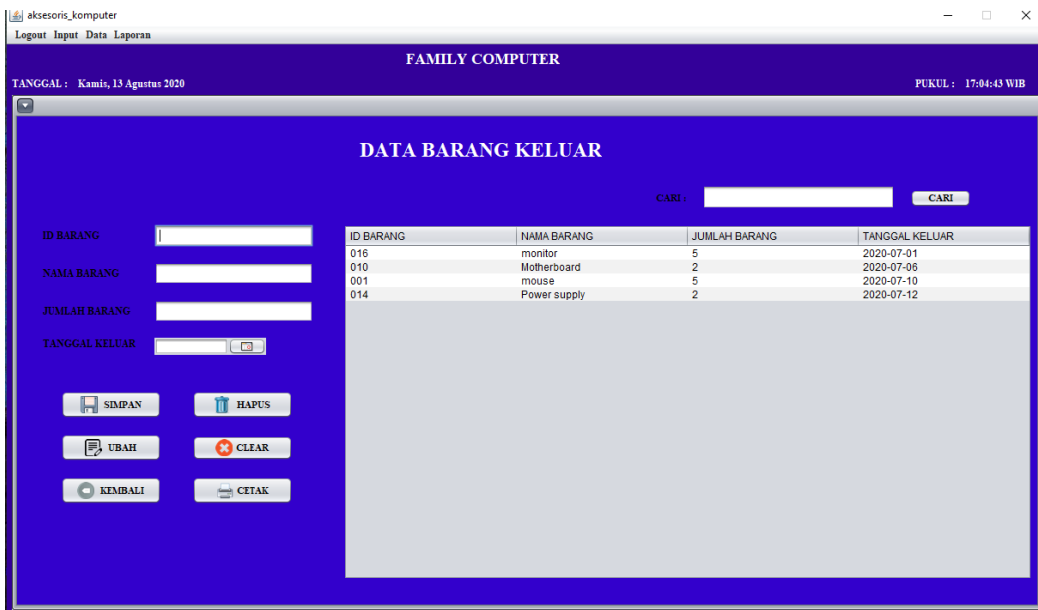 aksesoris_komputer
Logout Input Data Laporan
FAMILY COMPUTER
TANGGAL : Kamis, 13 Agustus 2020 PUKUL : 17:04:43 WIB
DATA BARANG KELUAR
CARI : CARI
ID BARANG
NAMA BARANG
JUMLAH BARANG
TANGGAL KELUAR
SIMPAN HAPUS
UBAH CLEAR
KEMBALI CETAK
ID BARANG NAMA BARANG JUMLAH BARANG TANGGAL KELUAR
016 monitor 5 2020-07-01
010 Motherboard 2 2020-07-06
001 mouse 5 2020-07-10
014 Power supply 2 2020-07-12